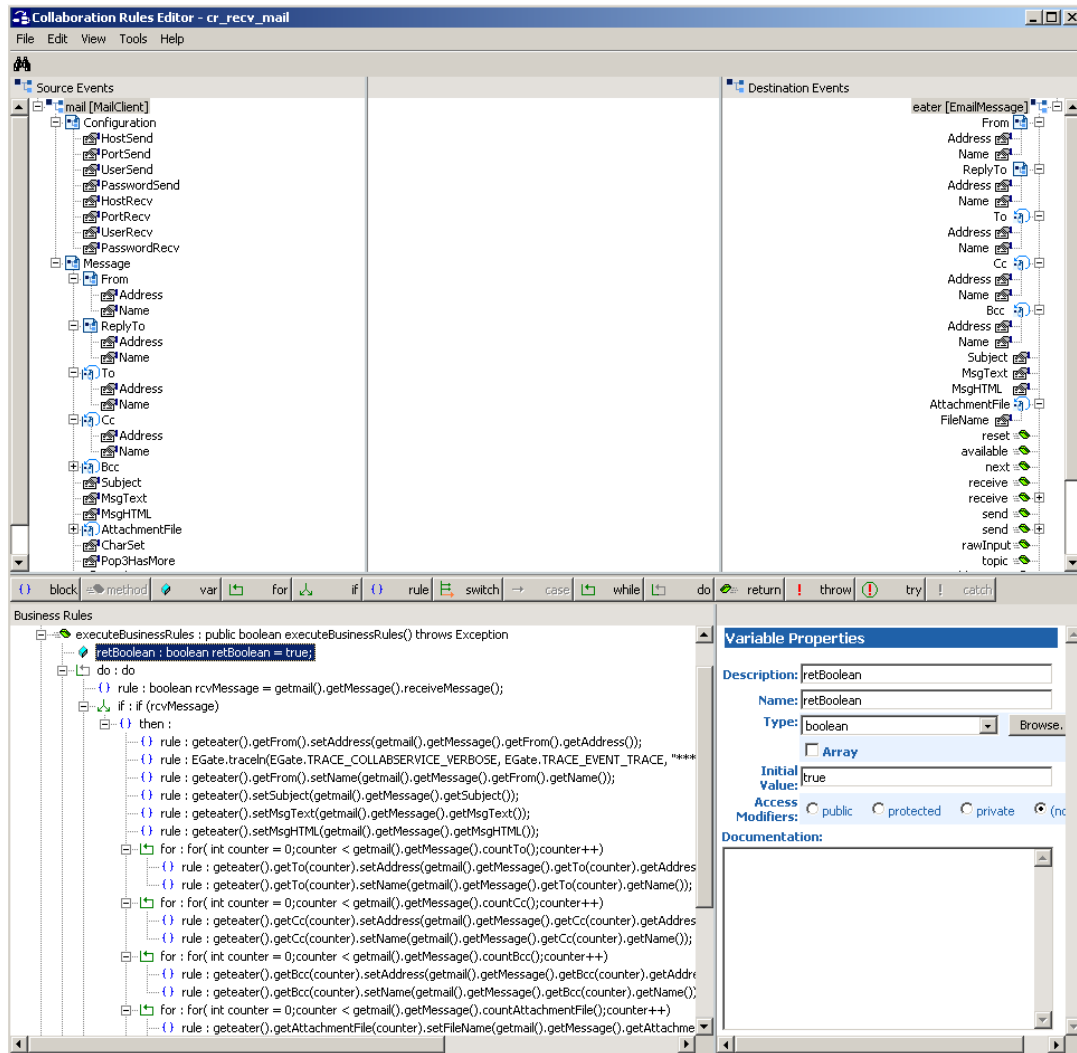 Collaboration Rules Editor - cr_recv_mail
File Edit View Tools Help
Source Events
mail [MailClient]
Configuration
HostSend
PortSend
UserSend
PasswordSend
HostRecv
PortRecv
UserRecv
PasswordRecv
Message
From
Address
Name
ReplyTo
Address
Name
To
Address
Name
Cc
Address
Name
Bcc
Subject
MsgText
MsgHTML
AttachmentFile
CharSet
Pop3HasMore
Destination Events
eater [EmailMessage]
From
Address
Name
ReplyTo
Address
Name
To
Address
Name
Cc
Address
Name
Bcc
Address
Name
Subject
MsgText
MsgHTML
AttachmentFile
FileName
reset
available
next
receive
receive
send
send
rawInput
topic
block method var for if rule switch case while do return throw try catch
Business Rules
executeBusinessRules : public boolean executeBusinessRules() throws Exception
retBoolean : boolean retBoolean = true;
do : do
rule : boolean rcvMessage = getmail().getMessage().receiveMessage();
if : if (rcvMessage)
then :
rule : geteater().getFrom().setAddress(getmail().getMessage().getFrom().getAddress());
rule : EGate.traceln(EGate.TRACE_COLLABSERVICE_VERBOSE, EGate.TRACE_EVENT_TRACE, "****
rule : geteater().getFrom().setName(getmail().getMessage().getFrom().getName());
rule : geteater().setSubject(getmail().getMessage().getSubject());
rule : geteater().setMsgText(getmail().getMessage().getMsgText());
rule : geteater().setMsgHTML(getmail().getMessage().getMsgHTML());
for : for( int counter = 0;counter < getmail().getMessage().countTo();counter++)
rule : geteater().getTo(counter).setAddress(getmail().getMessage().getTo(counter).getAddres
rule : geteater().getTo(counter).setName(getmail().getMessage().getTo(counter).getName());
for : for( int counter = 0;counter < getmail().getMessage().countCc();counter++)
rule : geteater().getCc(counter).setAddress(getmail().getMessage().getCc(counter).getAddres
rule : geteater().getCc(counter).setName(getmail().getMessage().getCc(counter).getName());
for : for( int counter = 0;counter < getmail().getMessage().countBcc();counter++)
rule : geteater().getBcc(counter).setAddress(getmail().getMessage().getBcc(counter).getAddre
rule : geteater().getBcc(counter).setName(getmail().getMessage().getBcc(counter).getName())
for : for( int counter = 0;counter < getmail().getMessage().countAttachmentFile();counter++)
rule : geteater().getAttachmentFile(counter).setFileName(getmail().getMessage().getAttachme
Variable Properties
Description: retBoolean
Name: retBoolean
Type: boolean Browse.
Array
Initial Value: true
Access Modifiers: public protected private (no
Documentation: